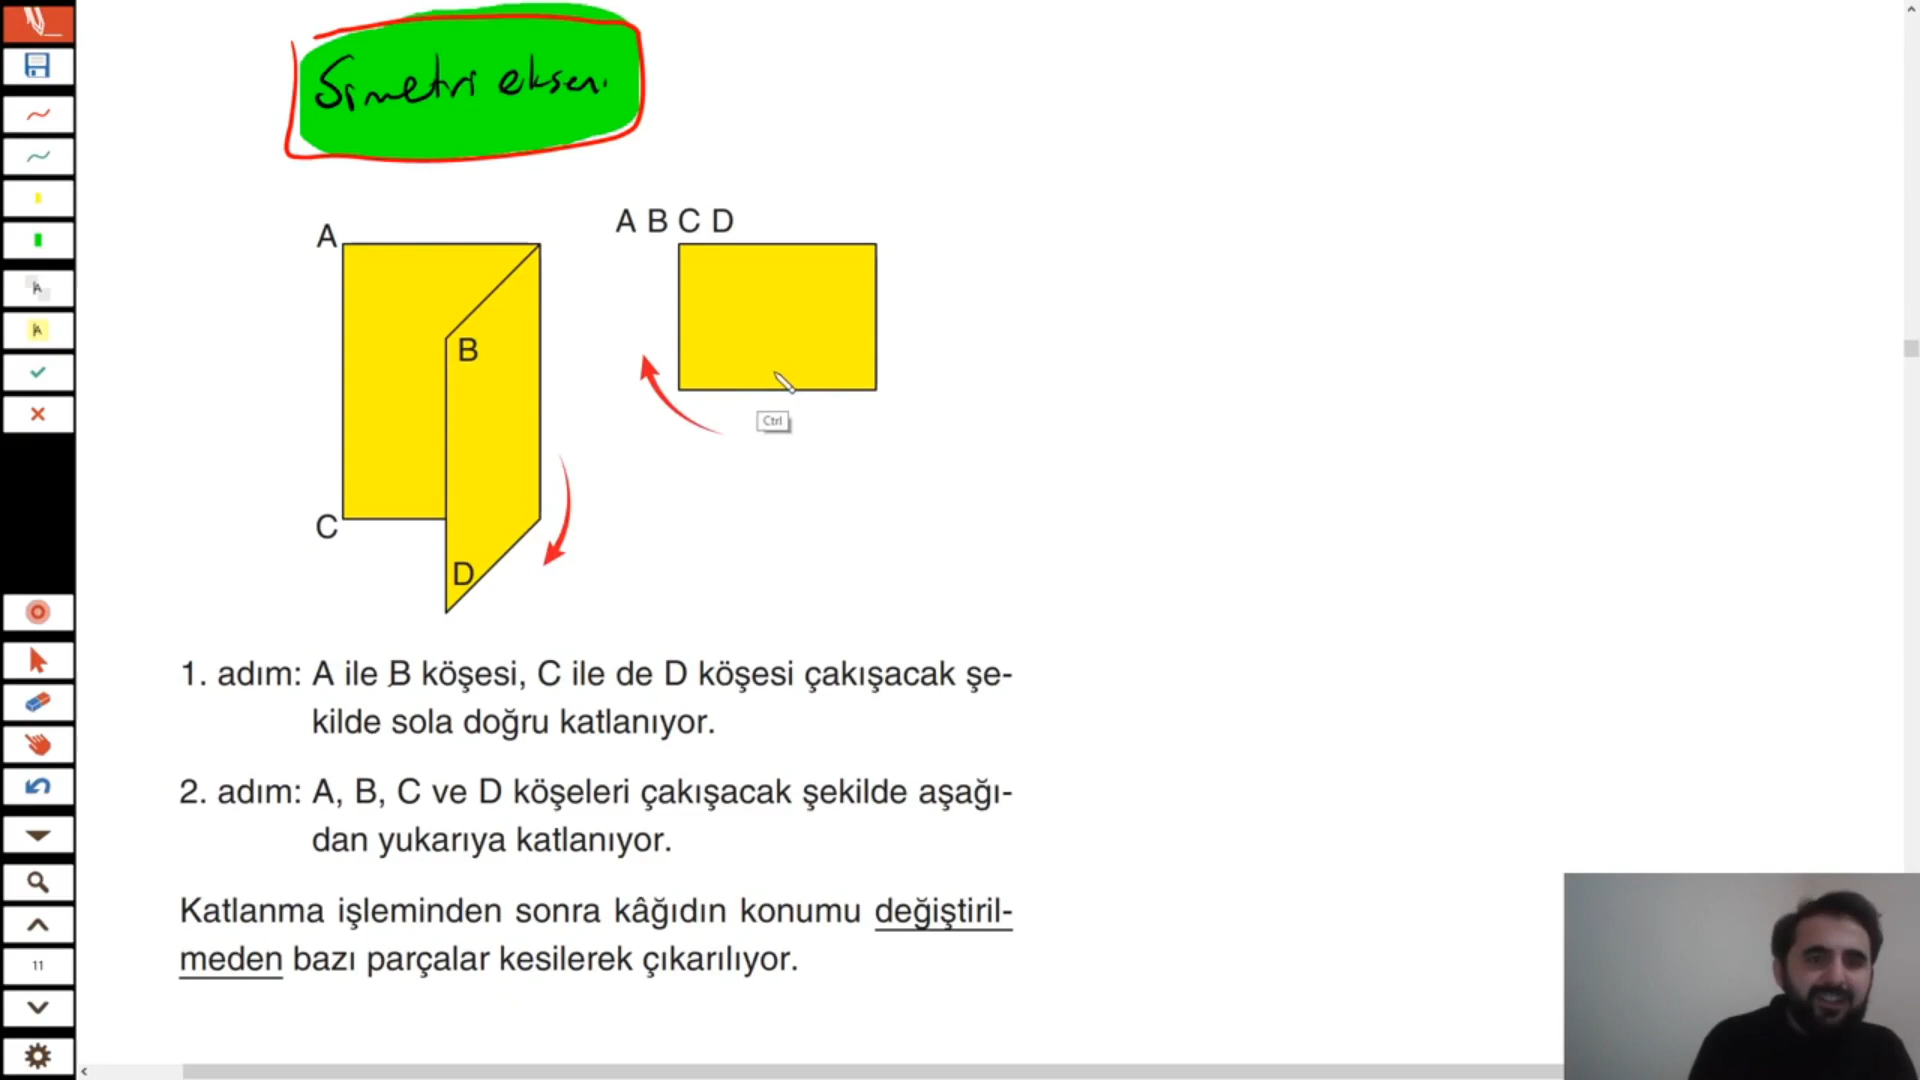 Simetri ekseni
A B C D
A
B
C
D
Ctrl
1. adım: A ile B köşesi, C ile de D köşesi çakışacak şe-
kilde sola doğru katlanıyor.
2. adım: A, B, C ve D köşeleri çakışacak şekilde aşağı-
dan yukarıya katlanıyor.
Katlanma işleminden sonra kâğıdın konumu değiştiril-
meden bazı parçalar kesilerek çıkarılıyor.
A
A
11